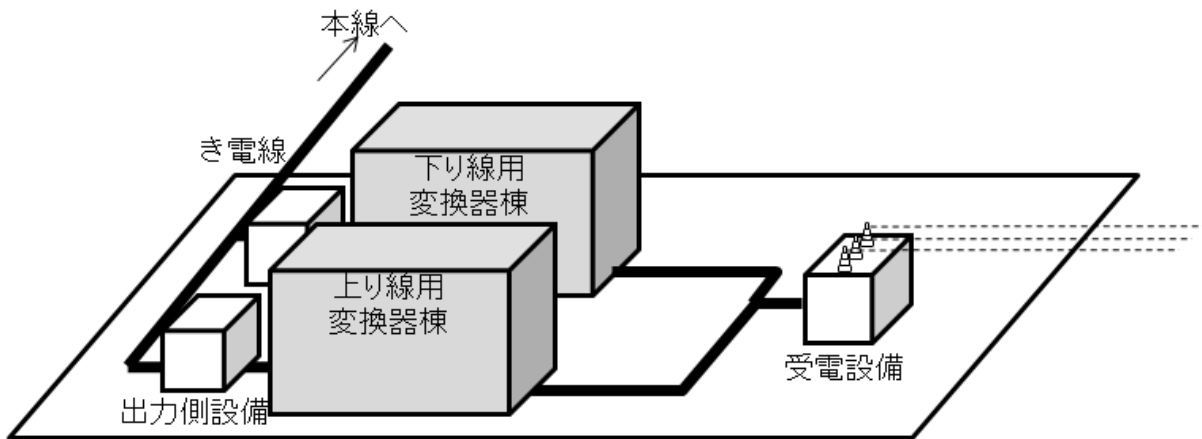 本線へ
き電線
下り線用
変換器棟
上り線用
変換器棟
受電設備
出力側設備